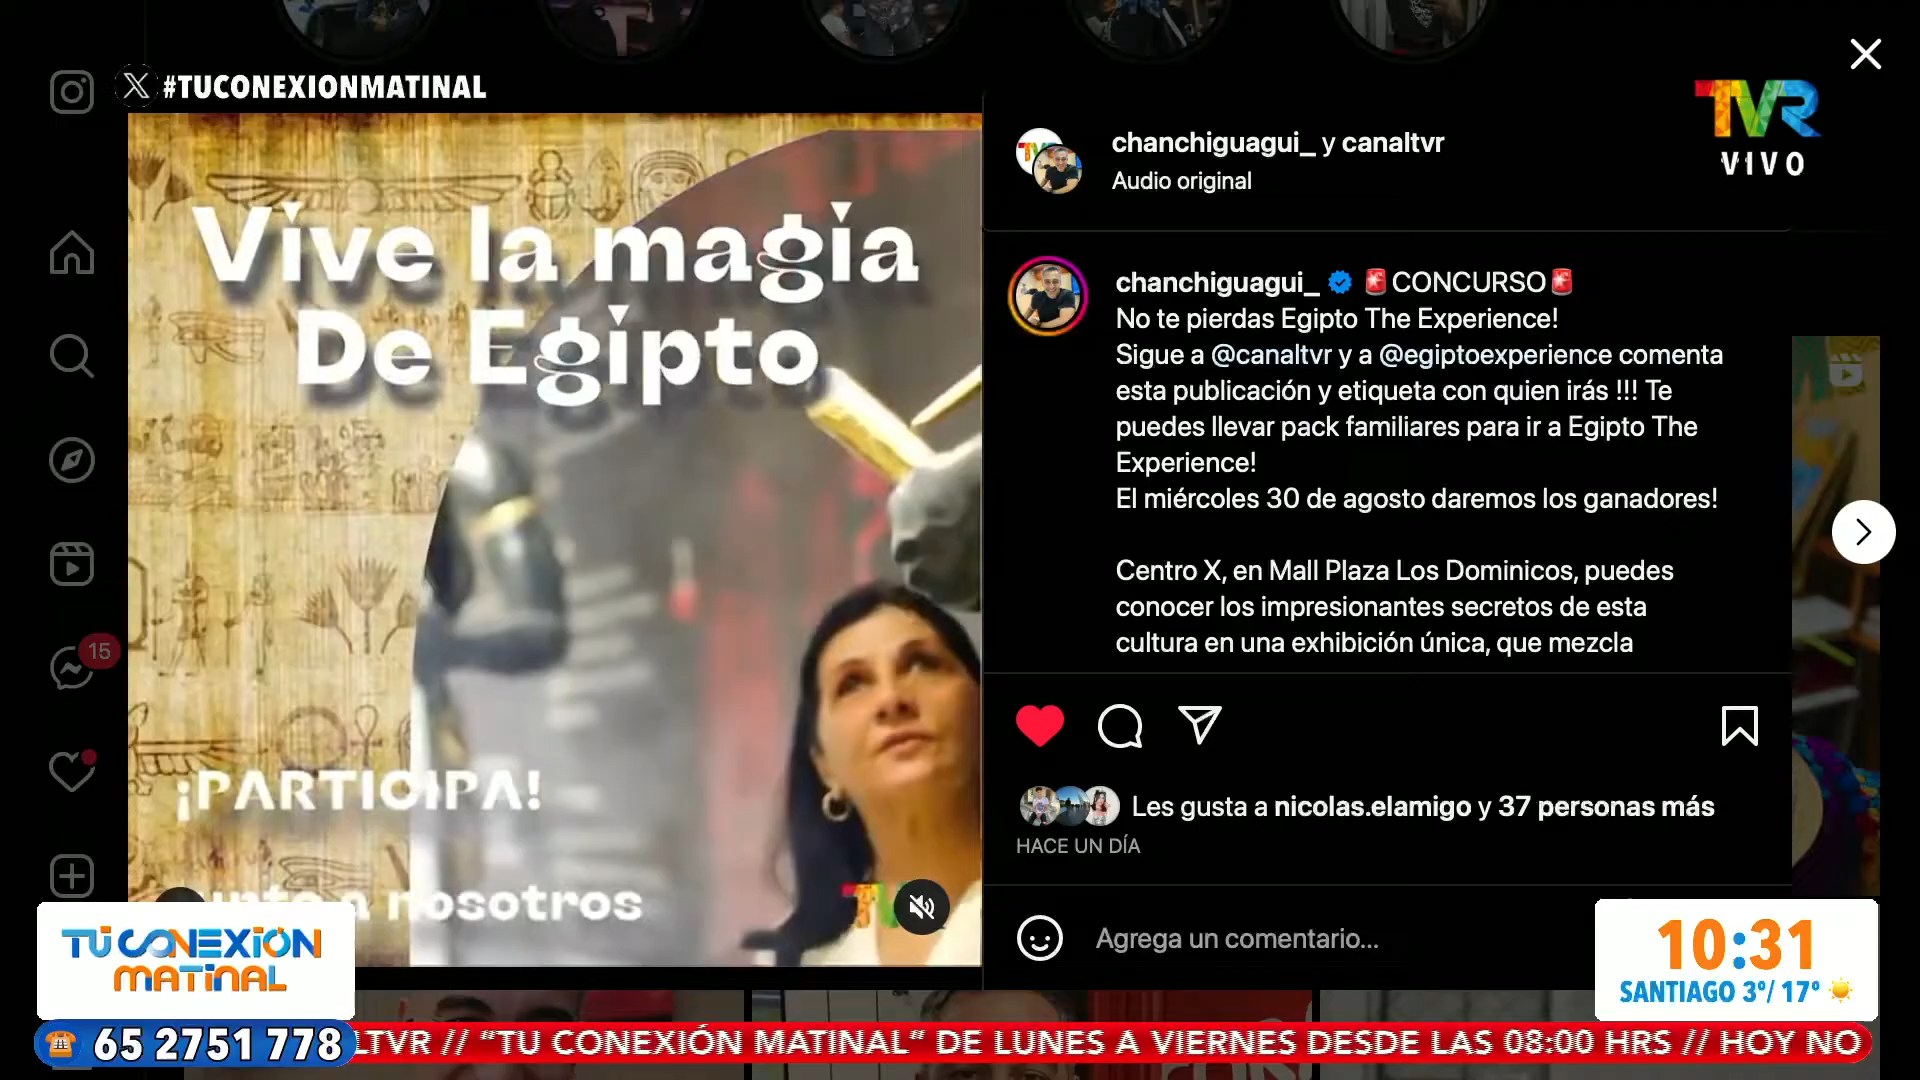 #TUCONEXIONMATINAL
Vive la magia
De Egipto
¡PARTICIPA!
nosotros
chanchiguagui_ y canaltvr
Audio original
TVR
VIVO
chanchiguagui_ 🚨CONCURSO🚨
No te pierdas Egipto The Experience!
Sigue a @canaltvr y a @egiptoexperience comenta
esta publicación y etiqueta con quien irás !!! Te
puedes llevar pack familiares para ir a Egipto The
Experience!
El miércoles 30 de agosto daremos los ganadores!
Centro X, en Mall Plaza Los Dominicos, puedes
conocer los impresionantes secretos de esta
cultura en una exhibición única, que mezcla
15
Les gusta a nicolas.elamigo y 37 personas más
HACE UN DÍA
Agrega un comentario...
TU CONEXIÓN
MATINAL
10:31
SANTIAGO 3º/ 17º
65 2751 778
LTVR // “TU CONEXIÓN MATINAL“ DE LUNES A VIERNES DESDE LAS 08:00 HRS // HOY NO